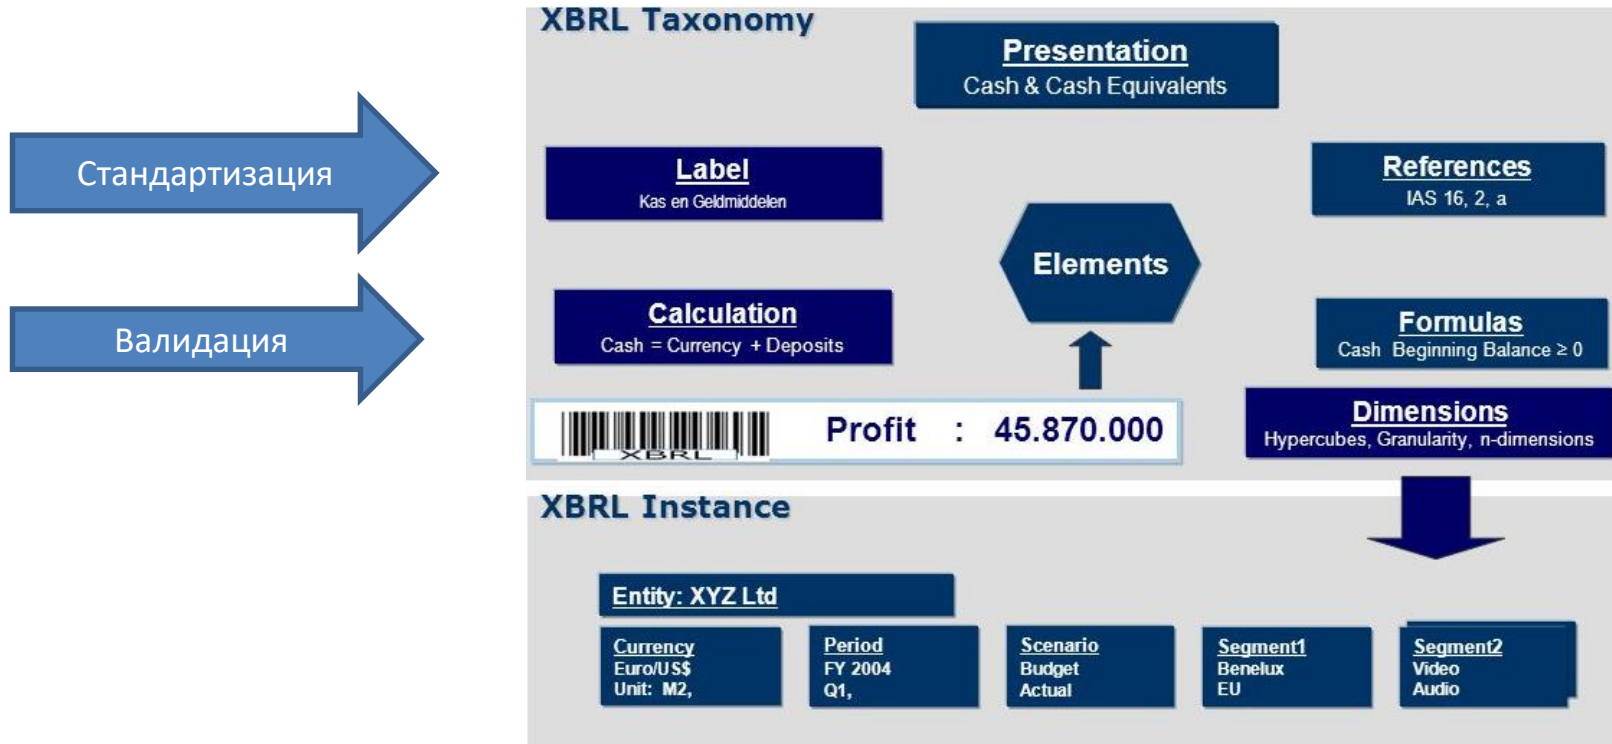 XBRL Taxonomy
Presentation
Cash & Cash Equivalents
Стандартизация
Label
Kas en Geldmiddelen
References
IAS 16, 2, a
Elements
Валидация
Calculation
Cash = Currency + Deposits
Formulas
Cash Beginning Balance ≥ 0
XBRL
Profit : 45.870.000
Dimensions
Hypercubes, Granularity, n-dimensions
XBRL Instance
Entity: XYZ Ltd
Currency
Euro/US$
Unit: M2,
Period
FY 2004
Q1,
Scenario
Budget
Actual
Segment1
Benelux
EU
Segment2
Video
Audio